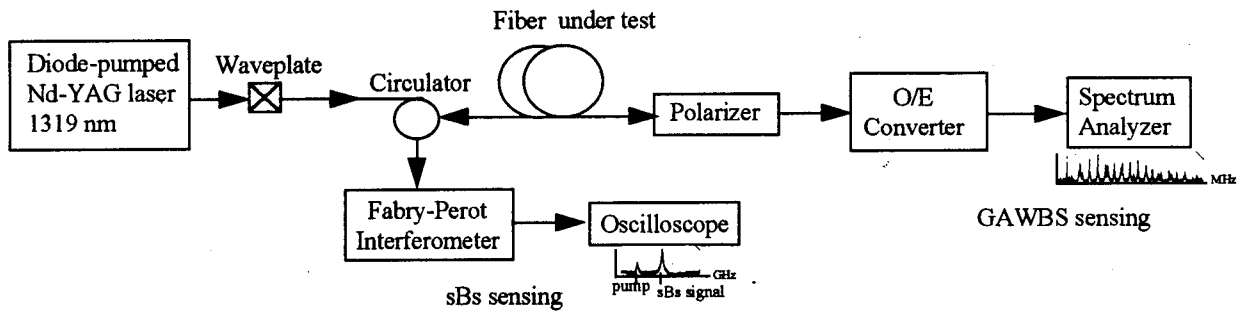 Fiber under test
Diode-pumped
Nd-YAG laser
1319 nm
Waveplate
Circulator
Polarizer
O/E
Converter
Spectrum
Analyzer
MHz
GAWBS sensing
Fabry-Perot
Interferometer
Oscilloscope
GHz
pump
sBs signal
sBs sensing